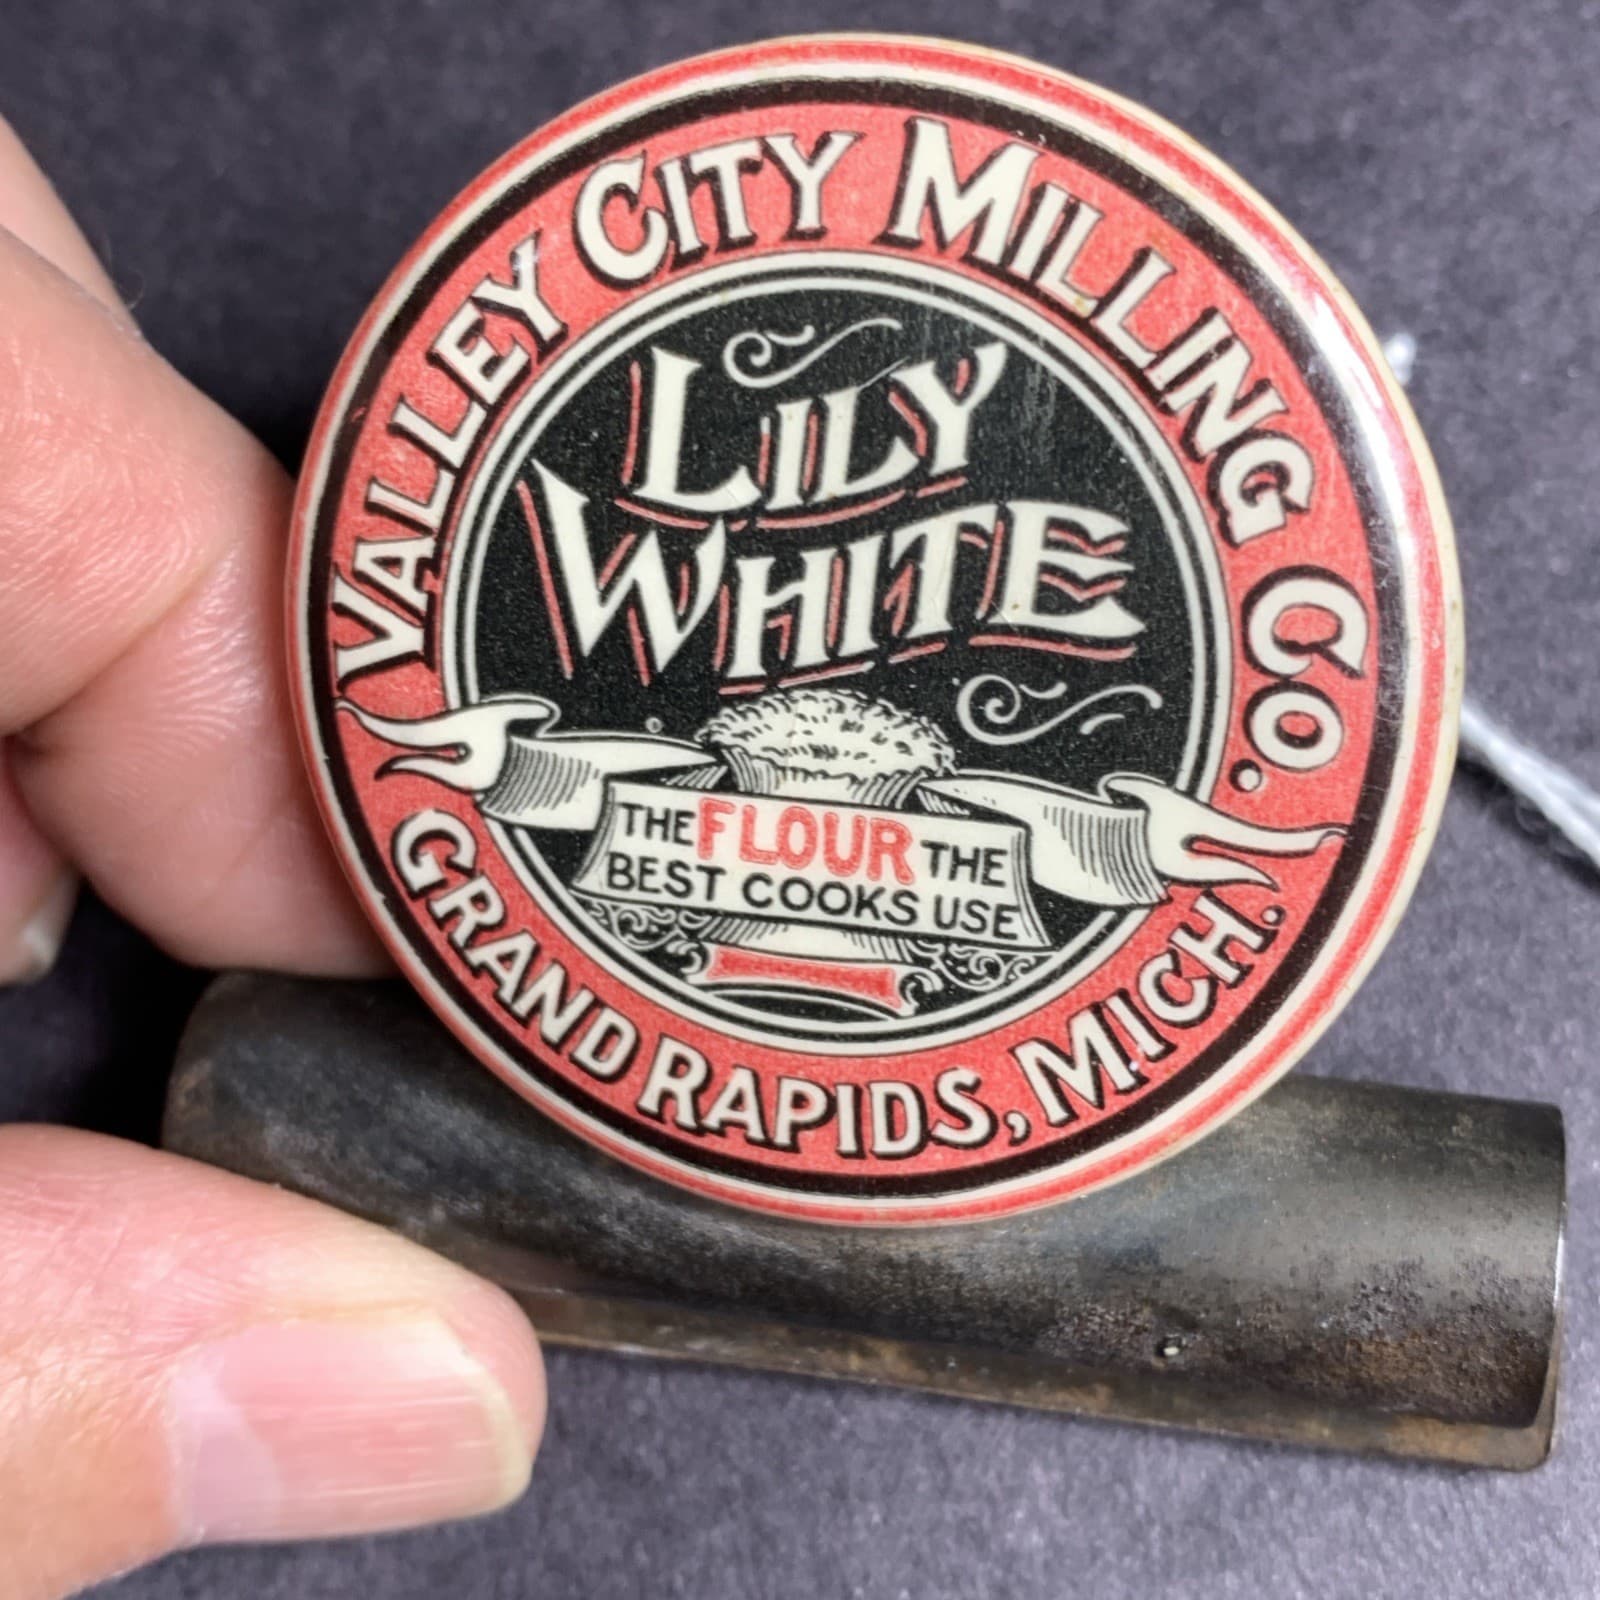 VALLEY CITY MILLING CO.
LILY
WHITE
THE FLOUR THE
BEST COOKS USE
GRAND RAPIDS, MICH.